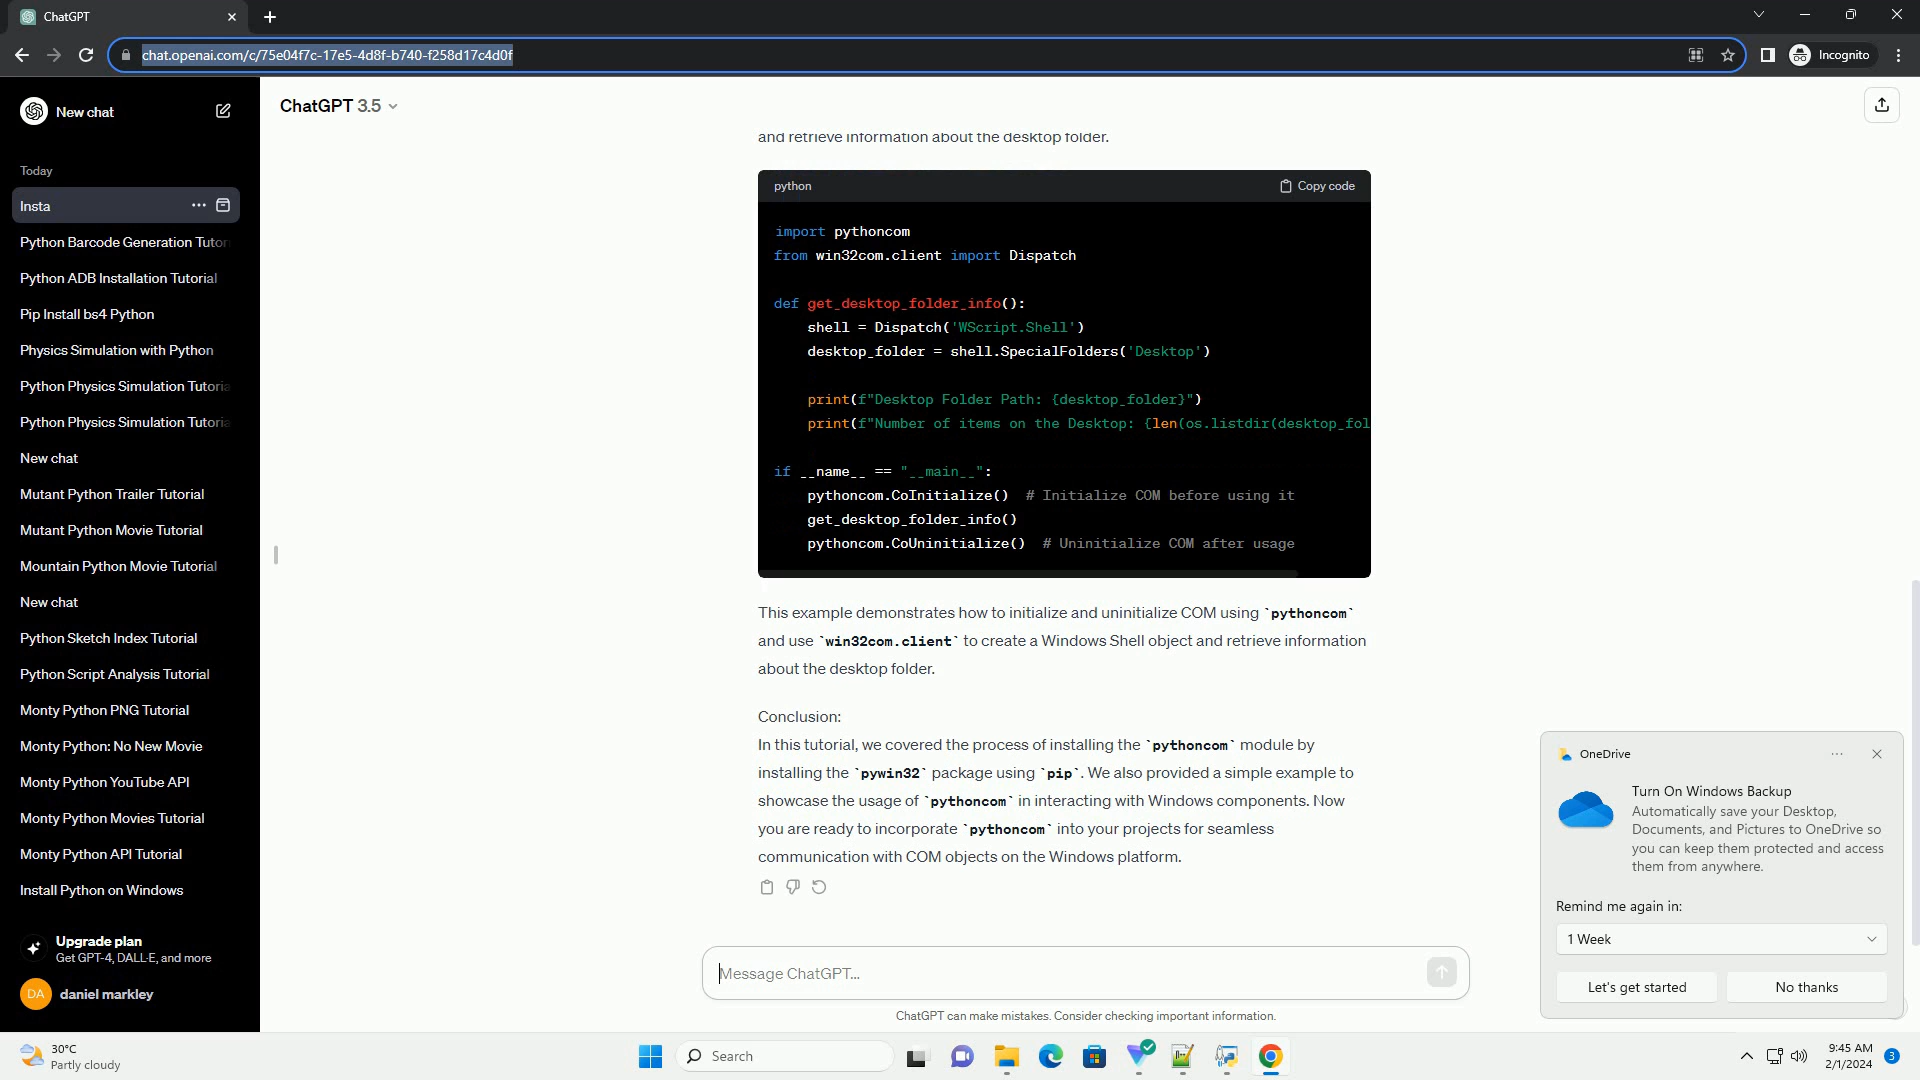 ChatGPT
chat.openai.com/c/75e04f7c-17e5-4d8f-b740-f258d17c4d0f
Incognito
New chat
Today
Insta
Python Barcode Generation Tutor
Python ADB Installation Tutorial
Pip Install bs4 Python
Physics Simulation with Python
Python Physics Simulation Tutoria
Python Physics Simulation Tutoria
New chat
Mutant Python Trailer Tutorial
Mutant Python Movie Tutorial
Mountain Python Movie Tutorial
New chat
Python Sketch Index Tutorial
Python Script Analysis Tutorial
Monty Python PNG Tutorial
Monty Python: No New Movie
Monty Python YouTube API
Monty Python Movies Tutorial
Monty Python API Tutorial
Install Python on Windows
Upgrade plan
Get GPT-4, DALL·E, and more
DA daniel markley
ChatGPT 3.5
and retrieve information about the desktop folder.
python
Copy code
import pythoncom
from win32com.client import Dispatch
def get_desktop_folder_info():
    shell = Dispatch('WScript.Shell')
    desktop_folder = shell.SpecialFolders('Desktop')
    print(f"Desktop Folder Path: {desktop_folder}")
    print(f"Number of items on the Desktop: {len(os.listdir(desktop_fol
if __name__ == "__main__":
    pythoncom.CoInitialize()  # Initialize COM before using it
    get_desktop_folder_info()
    pythoncom.CoUninitialize()  # Uninitialize COM after usage
This example demonstrates how to initialize and uninitialize COM using `pythoncom`
and use `win32com.client` to create a Windows Shell object and retrieve information
about the desktop folder.
Conclusion:
In this tutorial, we covered the process of installing the `pythoncom` module by
installing the `pywin32` package using `pip`. We also provided a simple example to
showcase the usage of `pythoncom` in interacting with Windows components. Now
you are ready to incorporate `pythoncom` into your projects for seamless
communication with COM objects on the Windows platform.
Message ChatGPT...
ChatGPT can make mistakes. Consider checking important information.
OneDrive
Turn On Windows Backup
Automatically save your Desktop,
Documents, and Pictures to OneDrive so
you can keep them protected and access
them from anywhere.
Remind me again in:
1 Week
Let's get started
No thanks
30°C
Partly cloudy
Search
9:45 AM
2/1/2024
3